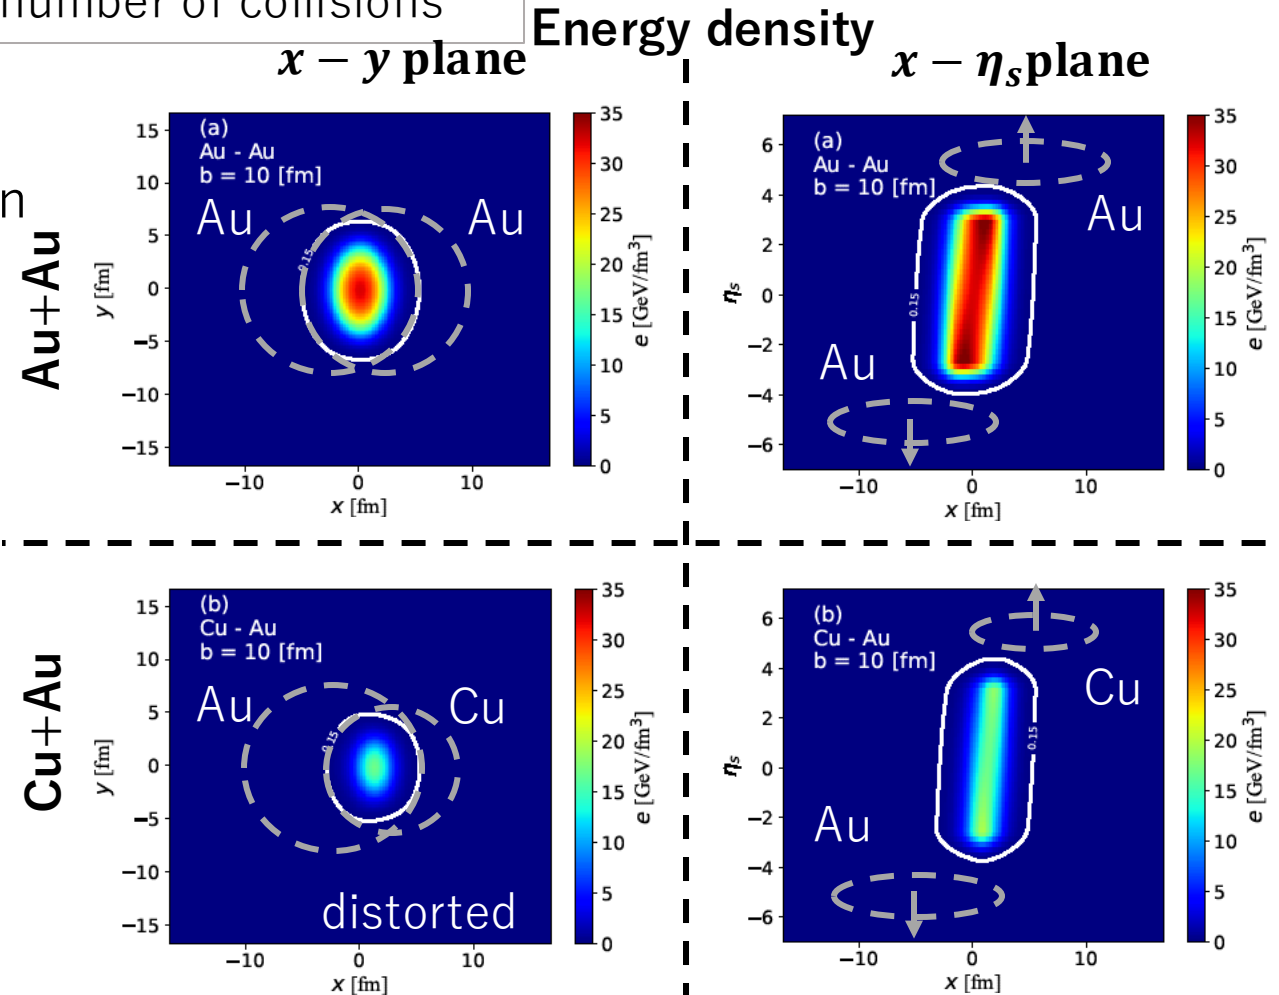 number of collisions
Energy density
x − y plane
x − ηₛplane
n
Au+Au
(a)
Au - Au
b = 10 [fm]
Au
Au
0.15
15
10
5
0
−5
−10
−15
y [fm]
−10
0
10
x [fm]
35
30
25
20
15
10
5
0
e [GeV/fm³]
(a)
Au - Au
b = 10 [fm]
Au
Au
0.15
6
4
2
0
−2
−4
−6
ηₛ
−10
0
10
x [fm]
35
30
25
20
15
10
5
0
e [GeV/fm³]
Cu+Au
(b)
Cu - Au
b = 10 [fm]
Au
Cu
0.15
distorted
15
10
5
0
−5
−10
−15
y [fm]
−10
0
10
x [fm]
35
30
25
20
15
10
5
0
e [GeV/fm³]
(b)
Cu - Au
b = 10 [fm]
Cu
Au
0.15
6
4
2
0
−2
−4
−6
ηₛ
−10
0
10
x [fm]
35
30
25
20
15
10
5
0
e [GeV/fm³]